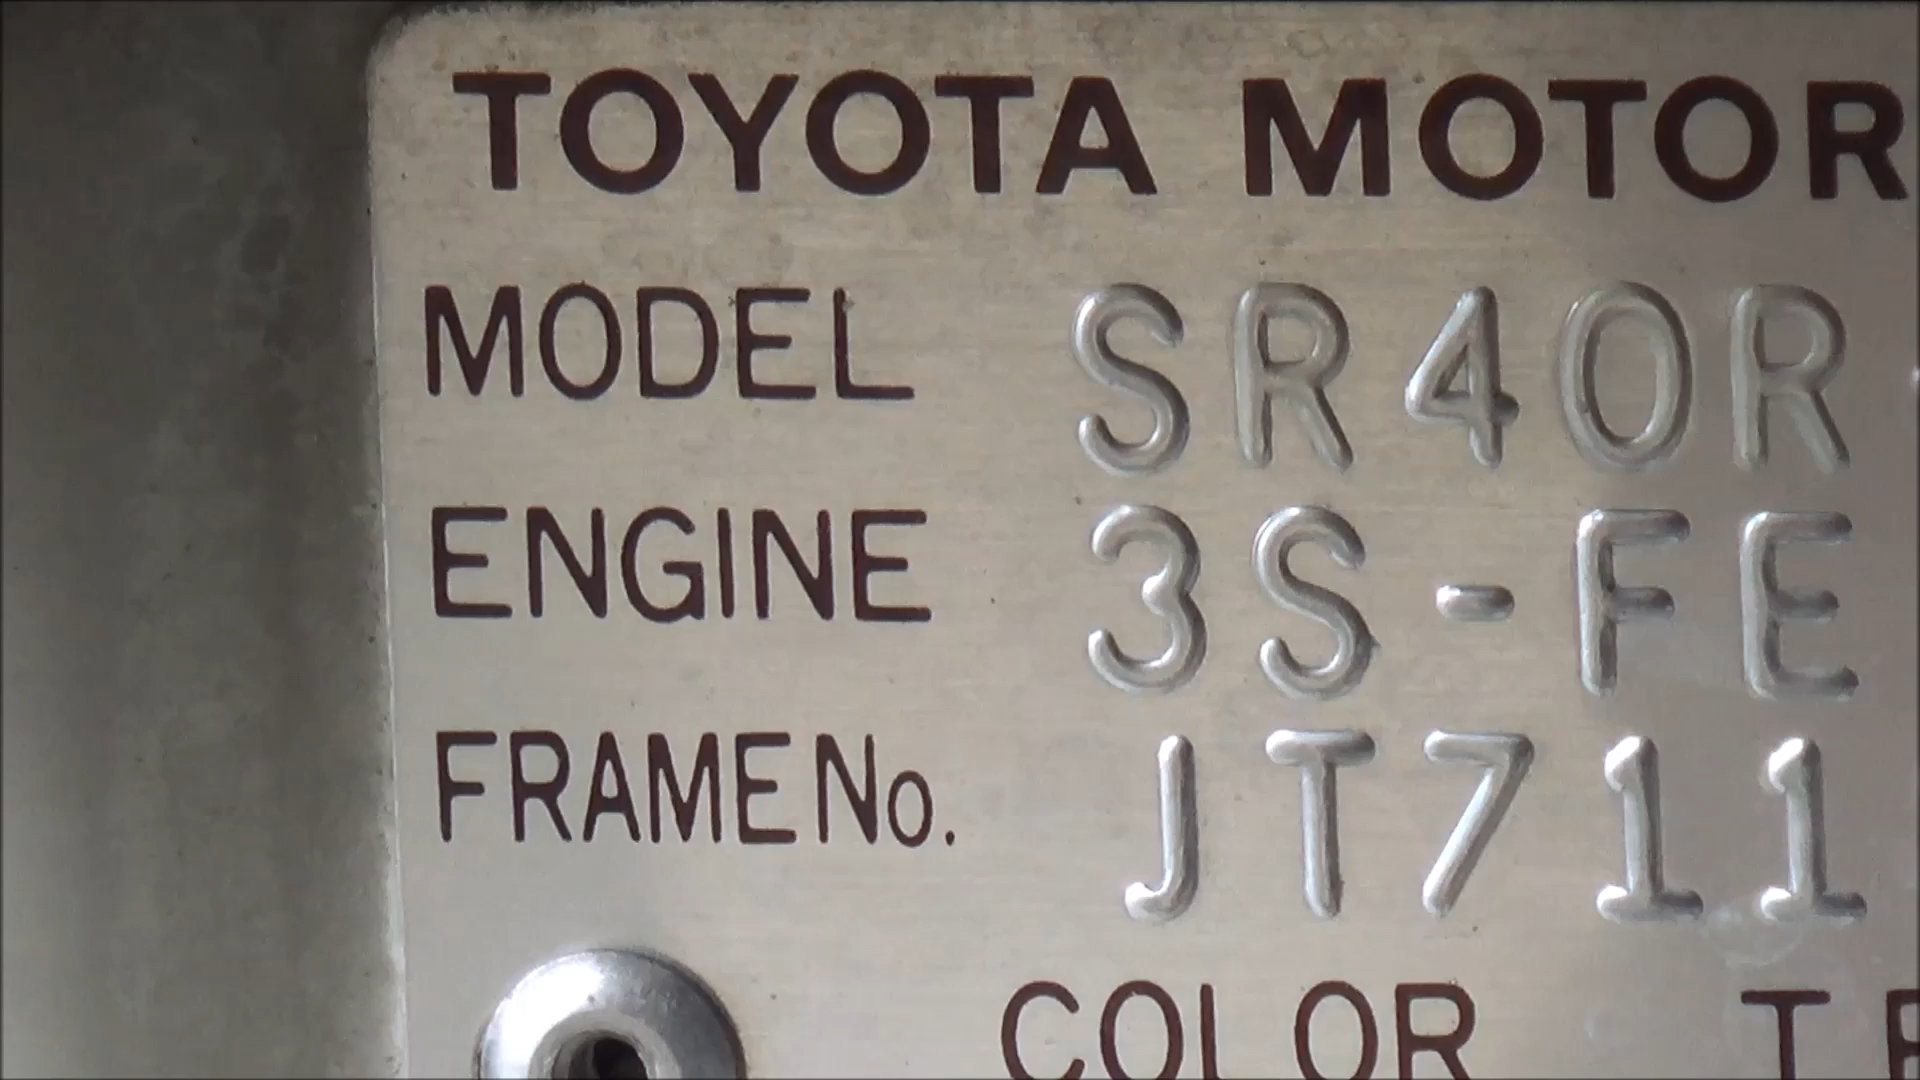 TOYOTA MOTOR
MODEL SR40R
ENGINE 3S-FE
FRAME No. JT711
COLOR